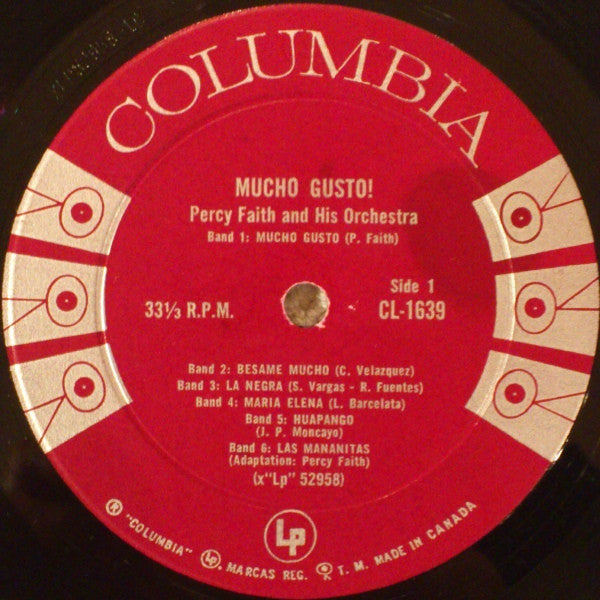 COLUMBIA
MUCHO GUSTO!
Percy Faith and His Orchestra
Band 1: MUCHO GUSTO (P. Faith)
33⅓ R.P.M.
Side 1
CL-1639
Band 2: BESAME MUCHO (C. Velazquez)
Band 3: LA NEGRA (S. Vargas - R. Fuentes)
Band 4: MARIA ELENA (L. Barcelata)
Band 5: HUAPANGO
(J. P. Moncayo)
Band 6: LAS MANANITAS
(Adaptation: Percy Faith)
(x"Lp" 52958)
Lp
® "COLUMBIA" Lp. MARCAS REG. T. M. MADE IN CANADA